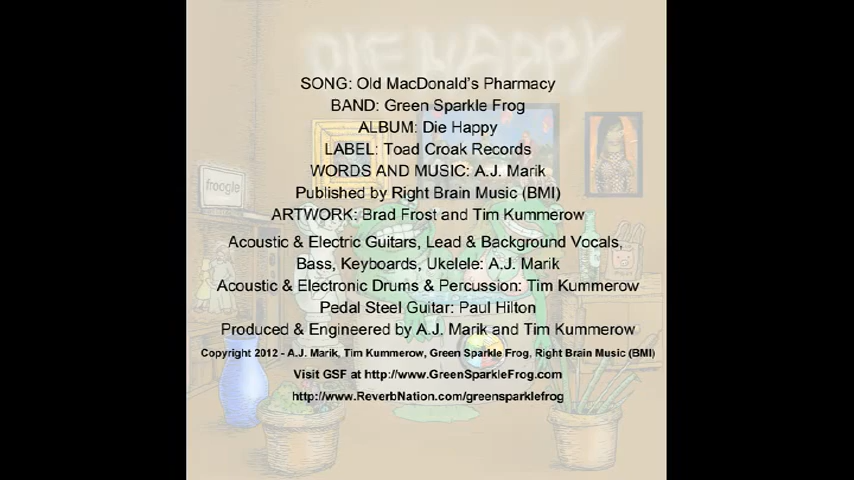 DIE HAPPY
SONG: Old MacDonald's Pharmacy
BAND: Green Sparkle Frog
ALBUM: Die Happy
LABEL: Toad Croak Records
WORDS AND MUSIC: A.J. Marik
froogle
Published by Right Brain Music (BMI)
ARTWORK: Brad Frost and Tim Kummerow
Acoustic & Electric Guitars, Lead & Background Vocals,
Bass, Keyboards, Ukelele: A.J. Marik
Acoustic & Electronic Drums & Percussion: Tim Kummerow
Pedal Steel Guitar: Paul Hilton
Produced & Engineered by A.J. Marik and Tim Kummerow
Copyright 2012 - A.J. Marik, Tim Kummerow, Green Sparkle Frog, Right Brain Music (BMI)
Visit GSF at http://www.GreenSparkleFrog.com
http://www.ReverbNation.com/greensparklefrog